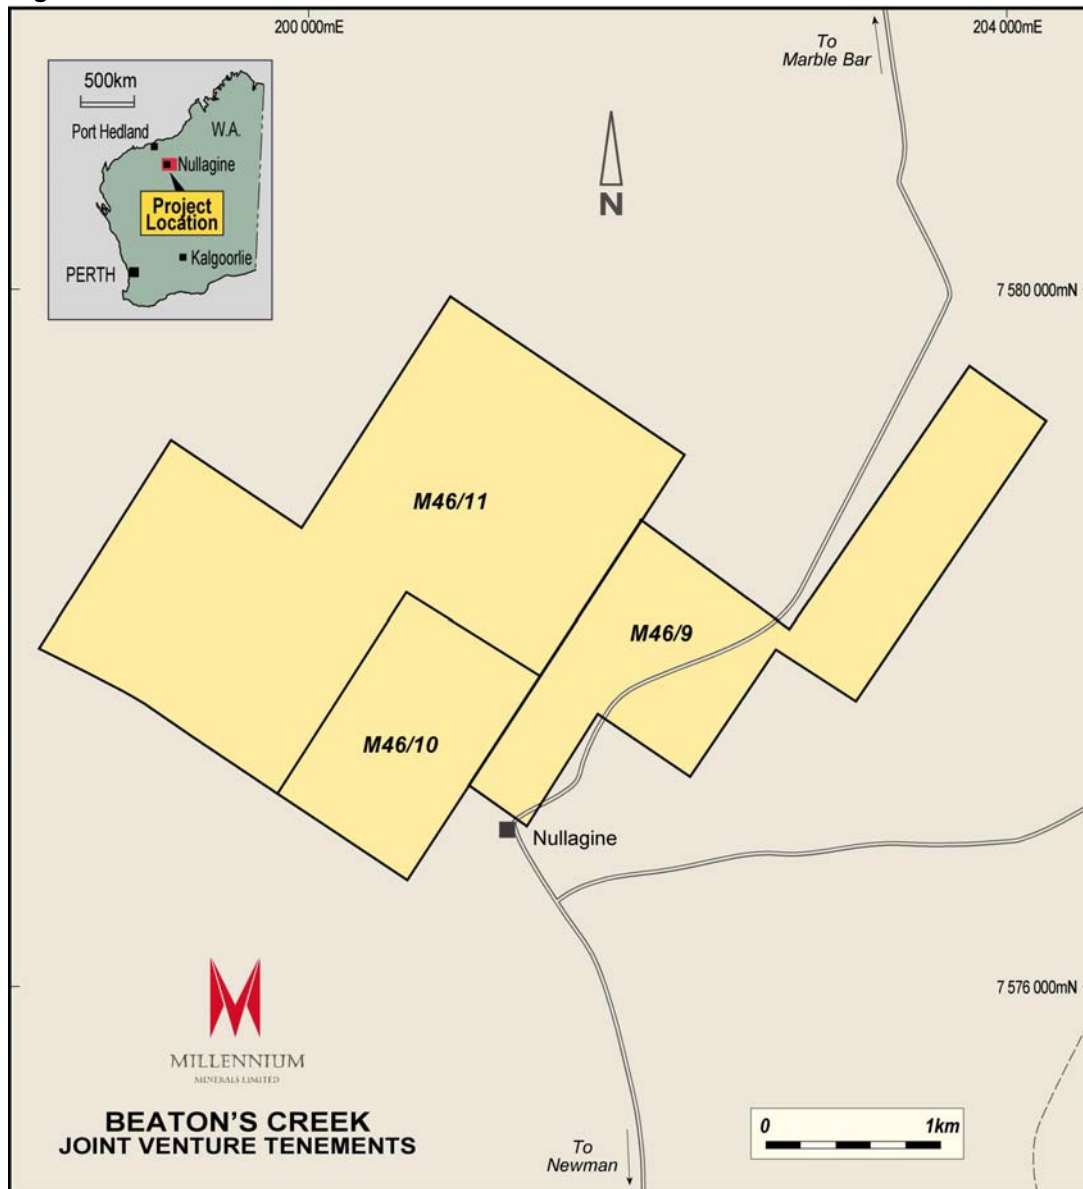 200 000mE
204 000mE
To
Marble Bar
500km
W.A.
Port Hedland
Nullagine
Project
Location
Kalgoorlie
PERTH
N
7 580 000mN
M46/11
M46/9
M46/10
Nullagine
7 576 000mN
MILLENNIUM
MINERALS LIMITED
BEATON'S CREEK
JOINT VENTURE TENEMENTS
To
Newman
0 1km